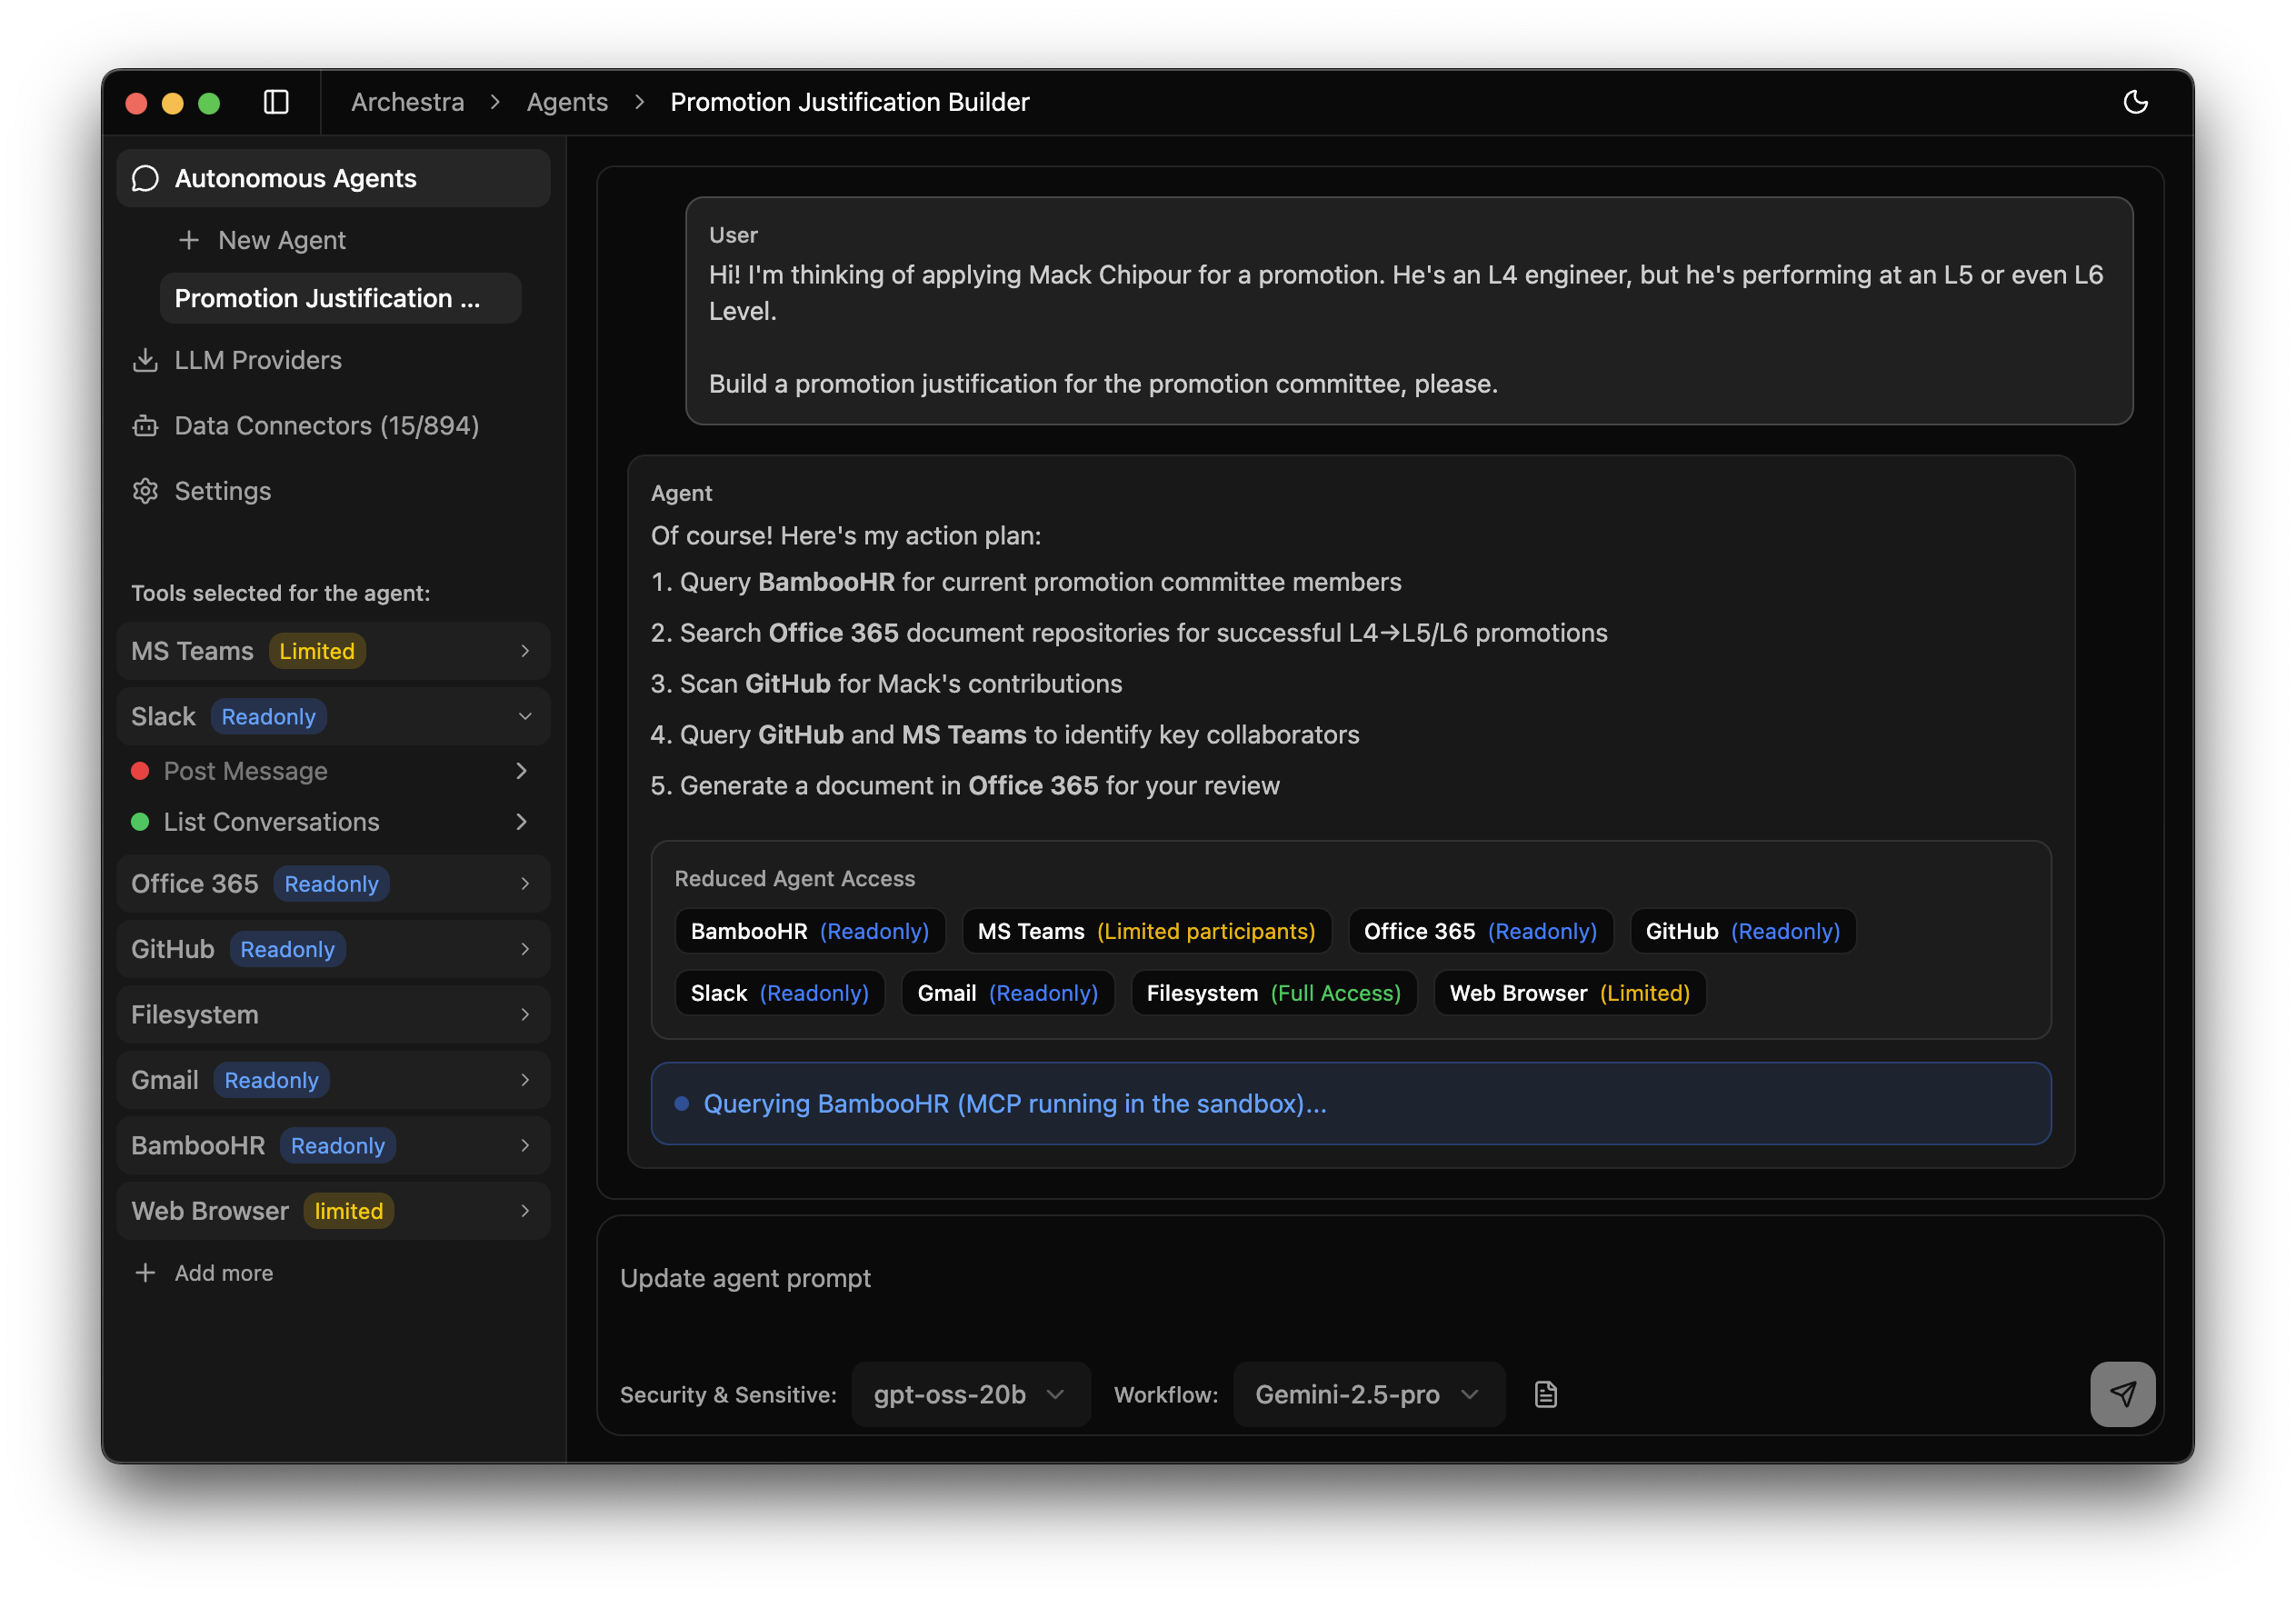 Archestra > Agents > Promotion Justification Builder
Autonomous Agents
+ New Agent
Promotion Justification ...
LLM Providers
Data Connectors (15/894)
Settings
Tools selected for the agent:
MS Teams Limited
Slack Readonly
Post Message
List Conversations
Office 365 Readonly
GitHub Readonly
Filesystem
Gmail Readonly
BambooHR Readonly
Web Browser limited
+ Add more
User
Hi! I'm thinking of applying Mack Chipour for a promotion. He's an L4 engineer, but he's performing at an L5 or even L6
Level.
Build a promotion justification for the promotion committee, please.
Agent
Of course! Here's my action plan:
1. Query BambooHR for current promotion committee members
2. Search Office 365 document repositories for successful L4→L5/L6 promotions
3. Scan GitHub for Mack's contributions
4. Query GitHub and MS Teams to identify key collaborators
5. Generate a document in Office 365 for your review
Reduced Agent Access
BambooHR (Readonly) MS Teams (Limited participants) Office 365 (Readonly) GitHub (Readonly)
Slack (Readonly) Gmail (Readonly) Filesystem (Full Access) Web Browser (Limited)
Querying BambooHR (MCP running in the sandbox)...
Update agent prompt
Security & Sensitive: gpt-oss-20b Workflow: Gemini-2.5-pro